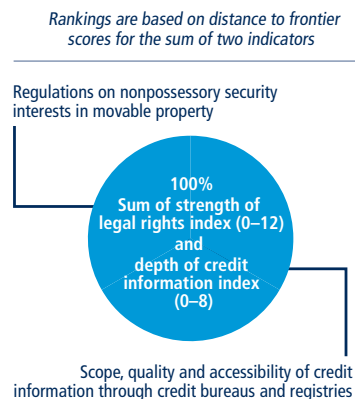 Rankings are based on distance to frontier
scores for the sum of two indicators
Regulations on nonpossessory security
interests in movable property
100%
Sum of strength of
legal rights index (0–12)
and
depth of credit
information index
(0–8)
Scope, quality and accessibility of credit
information through credit bureaus and registries